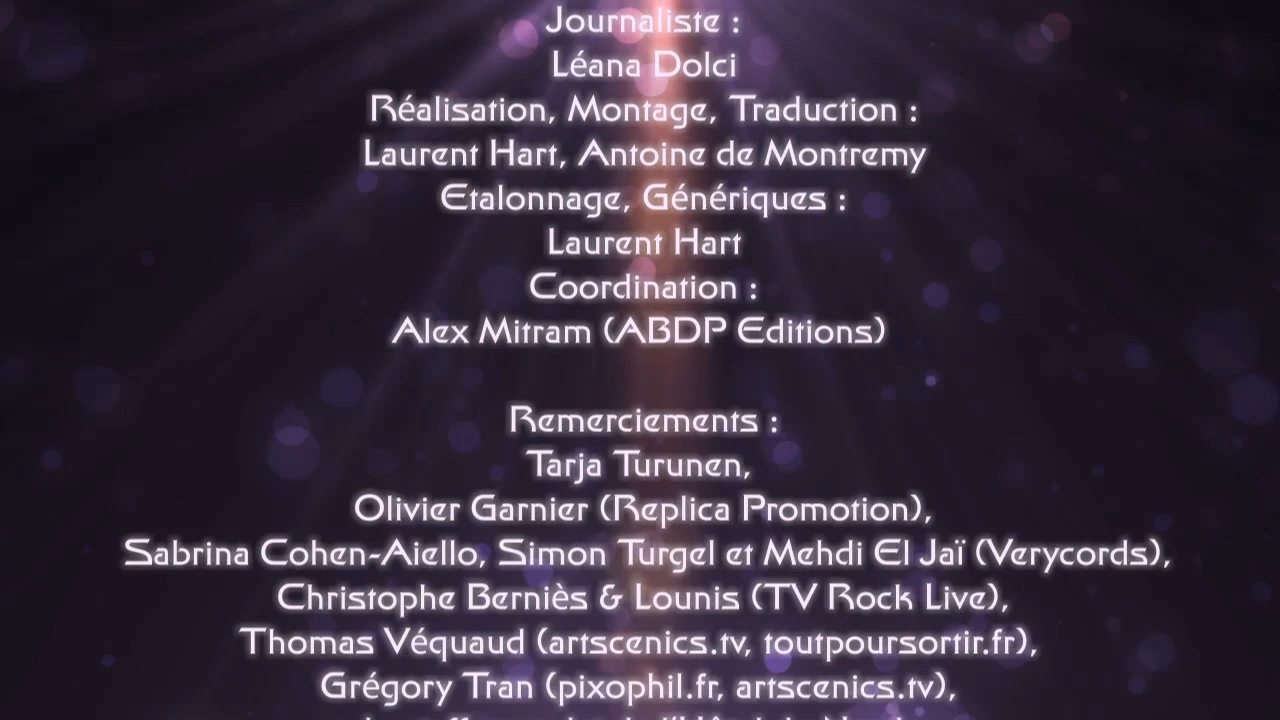 Journaliste :
Léana Dolci
Réalisation, Montage, Traduction :
Laurent Hart, Antoine de Montremy
Etalonnage, Génériques :
Laurent Hart
Coordination :
Alex Mitram (ABDP Editions)
Remerciements :
Tarja Turunen,
Olivier Garnier (Replica Promotion),
Sabrina Cohen-Aiello, Simon Turgel et Mehdi El Jaï (Verycords),
Christophe Berniès & Lounis (TV Rock Live),
Thomas Véquaud (artscenics.tv, toutpoursortir.fr),
Grégory Tran (pixophil.fr, artscenics.tv),